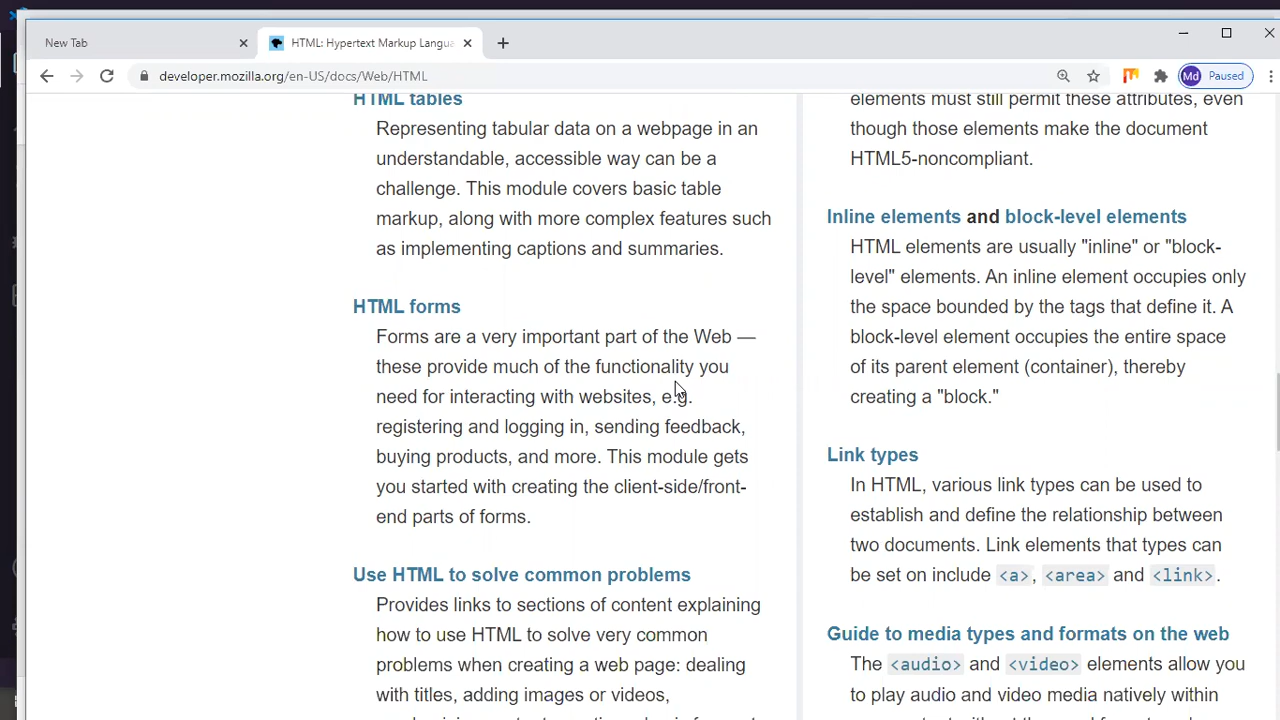 New Tab
HTML: Hypertext Markup Langua
developer.mozilla.org/en-US/docs/Web/HTML
Md
Paused
HTML tables
Representing tabular data on a webpage in an
understandable, accessible way can be a
challenge. This module covers basic table
markup, along with more complex features such
as implementing captions and summaries.
HTML forms
Forms are a very important part of the Web —
these provide much of the functionality you
need for interacting with websites, e.g.
registering and logging in, sending feedback,
buying products, and more. This module gets
you started with creating the client-side/front-
end parts of forms.
Use HTML to solve common problems
Provides links to sections of content explaining
how to use HTML to solve very common
problems when creating a web page: dealing
with titles, adding images or videos,
elements must still permit these attributes, even
though those elements make the document
HTML5-noncompliant.
Inline elements and block-level elements
HTML elements are usually "inline" or "block-
level" elements. An inline element occupies only
the space bounded by the tags that define it. A
block-level element occupies the entire space
of its parent element (container), thereby
creating a "block."
Link types
In HTML, various link types can be used to
establish and define the relationship between
two documents. Link elements that types can
be set on include <a>, <area> and <link>.
Guide to media types and formats on the web
The <audio> and <video> elements allow you
to play audio and video media natively within